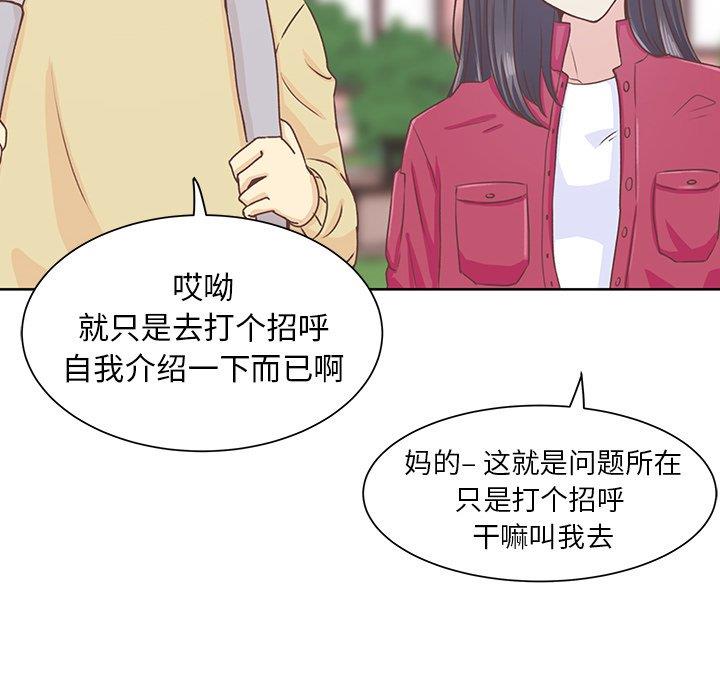 哎呦
就只是去打个招呼
自我介绍一下而已啊
妈的– 这就是问题所在
只是打个招呼
干嘛叫我去